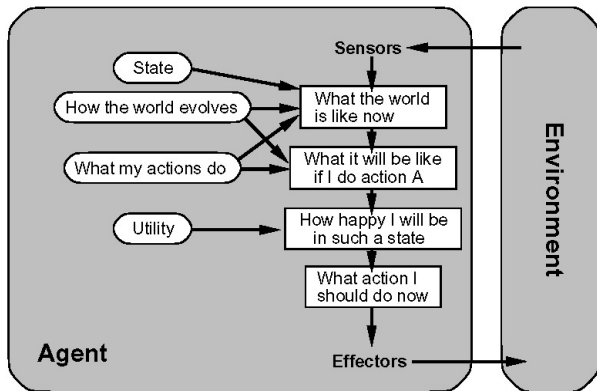 Sensors
State
What the world
is like now
How the world evolves
What my actions do
What it will be like
if I do action A
Utility
How happy I will be
in such a state
What action I
should do now
Agent
Effectors
Environment